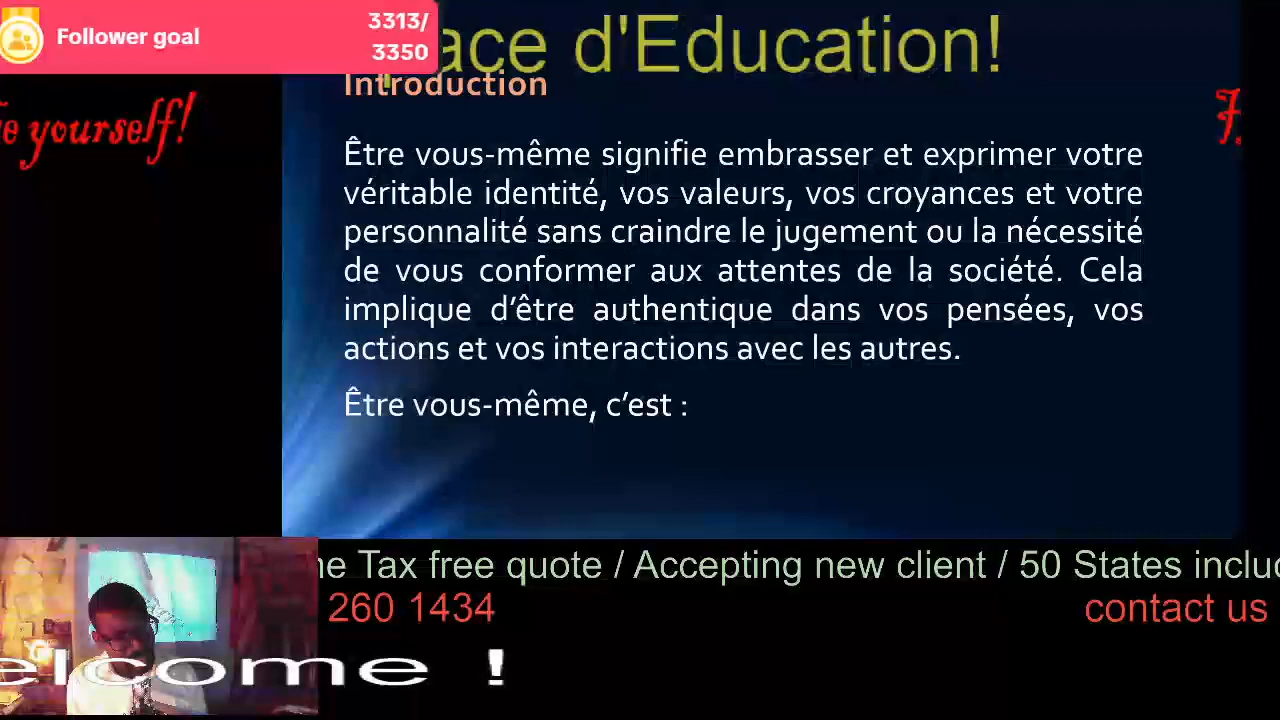 Follower goal
3313/
3350
ace d'Education!
Introduction
yourself!
Être vous-même signifie embrasser et exprimer votre
véritable identité, vos valeurs, vos croyances et votre
personnalité sans craindre le jugement ou la nécessité
de vous conformer aux attentes de la société. Cela
implique d’être authentique dans vos pensées, vos
actions et vos interactions avec les autres.
Être vous-même, c’est :
Tax free quote / Accepting new client / 50 States inclu
260 1434
contact us
elcome !